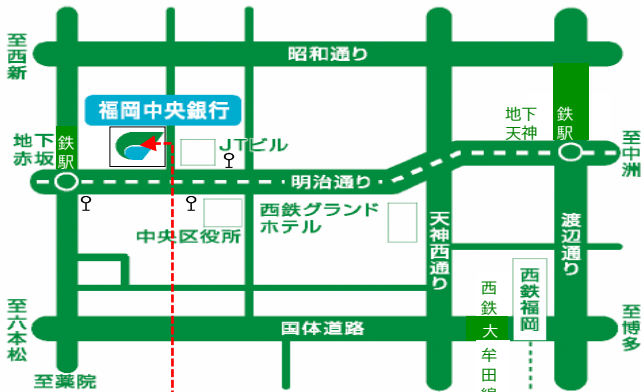 至西新
昭和通り
福岡中央銀行
地下鉄
赤坂駅
JTビル
地下鉄
天神駅
至中洲
明治通り
西鉄グランド
ホテル
中央区役所
天神西通り
渡辺通り
至六本松
国体道路
西鉄大牟田線
西鉄福岡
至博多
至薬院